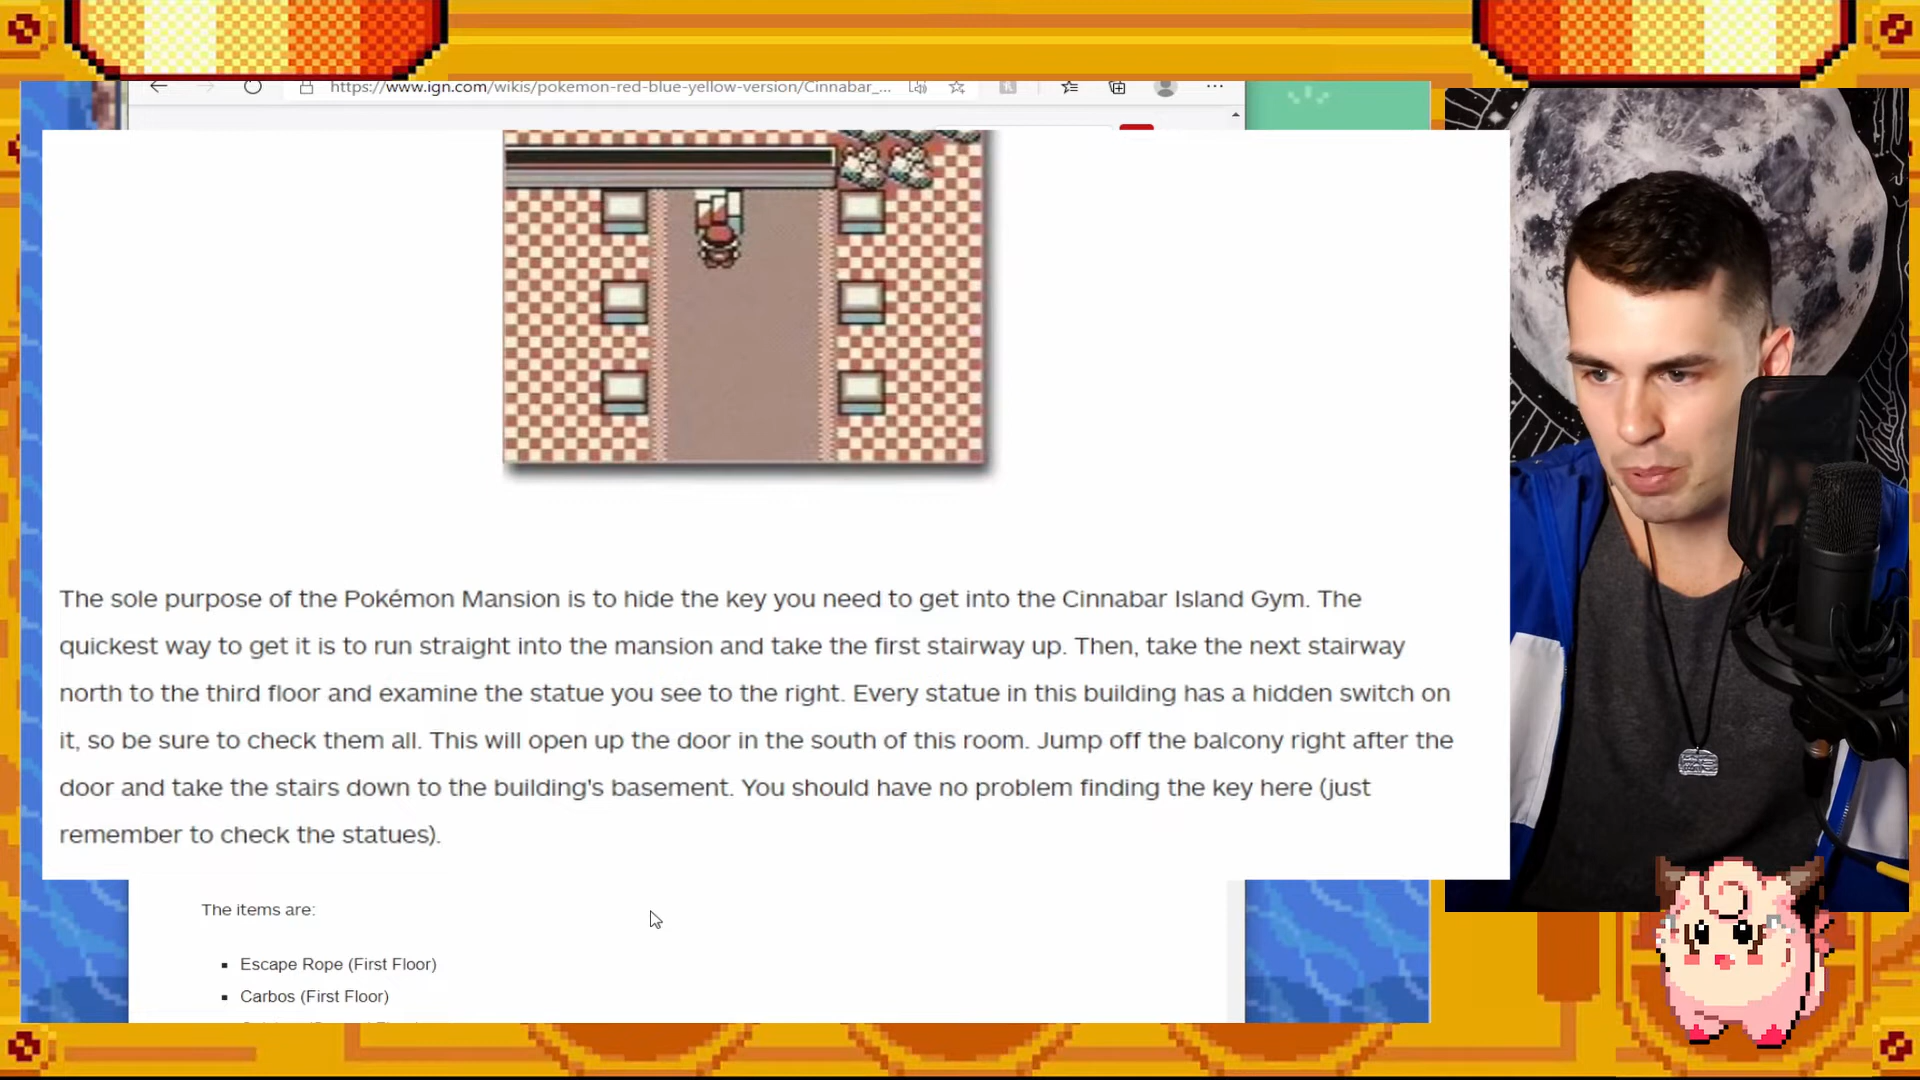 https://www.ign.com/wikis/pokemon-red-blue-yellow-version/Cinnabar_...
The sole purpose of the Pokémon Mansion is to hide the key you need to get into the Cinnabar Island Gym. The
quickest way to get it is to run straight into the mansion and take the first stairway up. Then, take the next stairway
north to the third floor and examine the statue you see to the right. Every statue in this building has a hidden switch on
it, so be sure to check them all. This will open up the door in the south of this room. Jump off the balcony right after the
door and take the stairs down to the building's basement. You should have no problem finding the key here (just
remember to check the statues).
The items are:
▪ Escape Rope (First Floor)
▪ Carbos (First Floor)